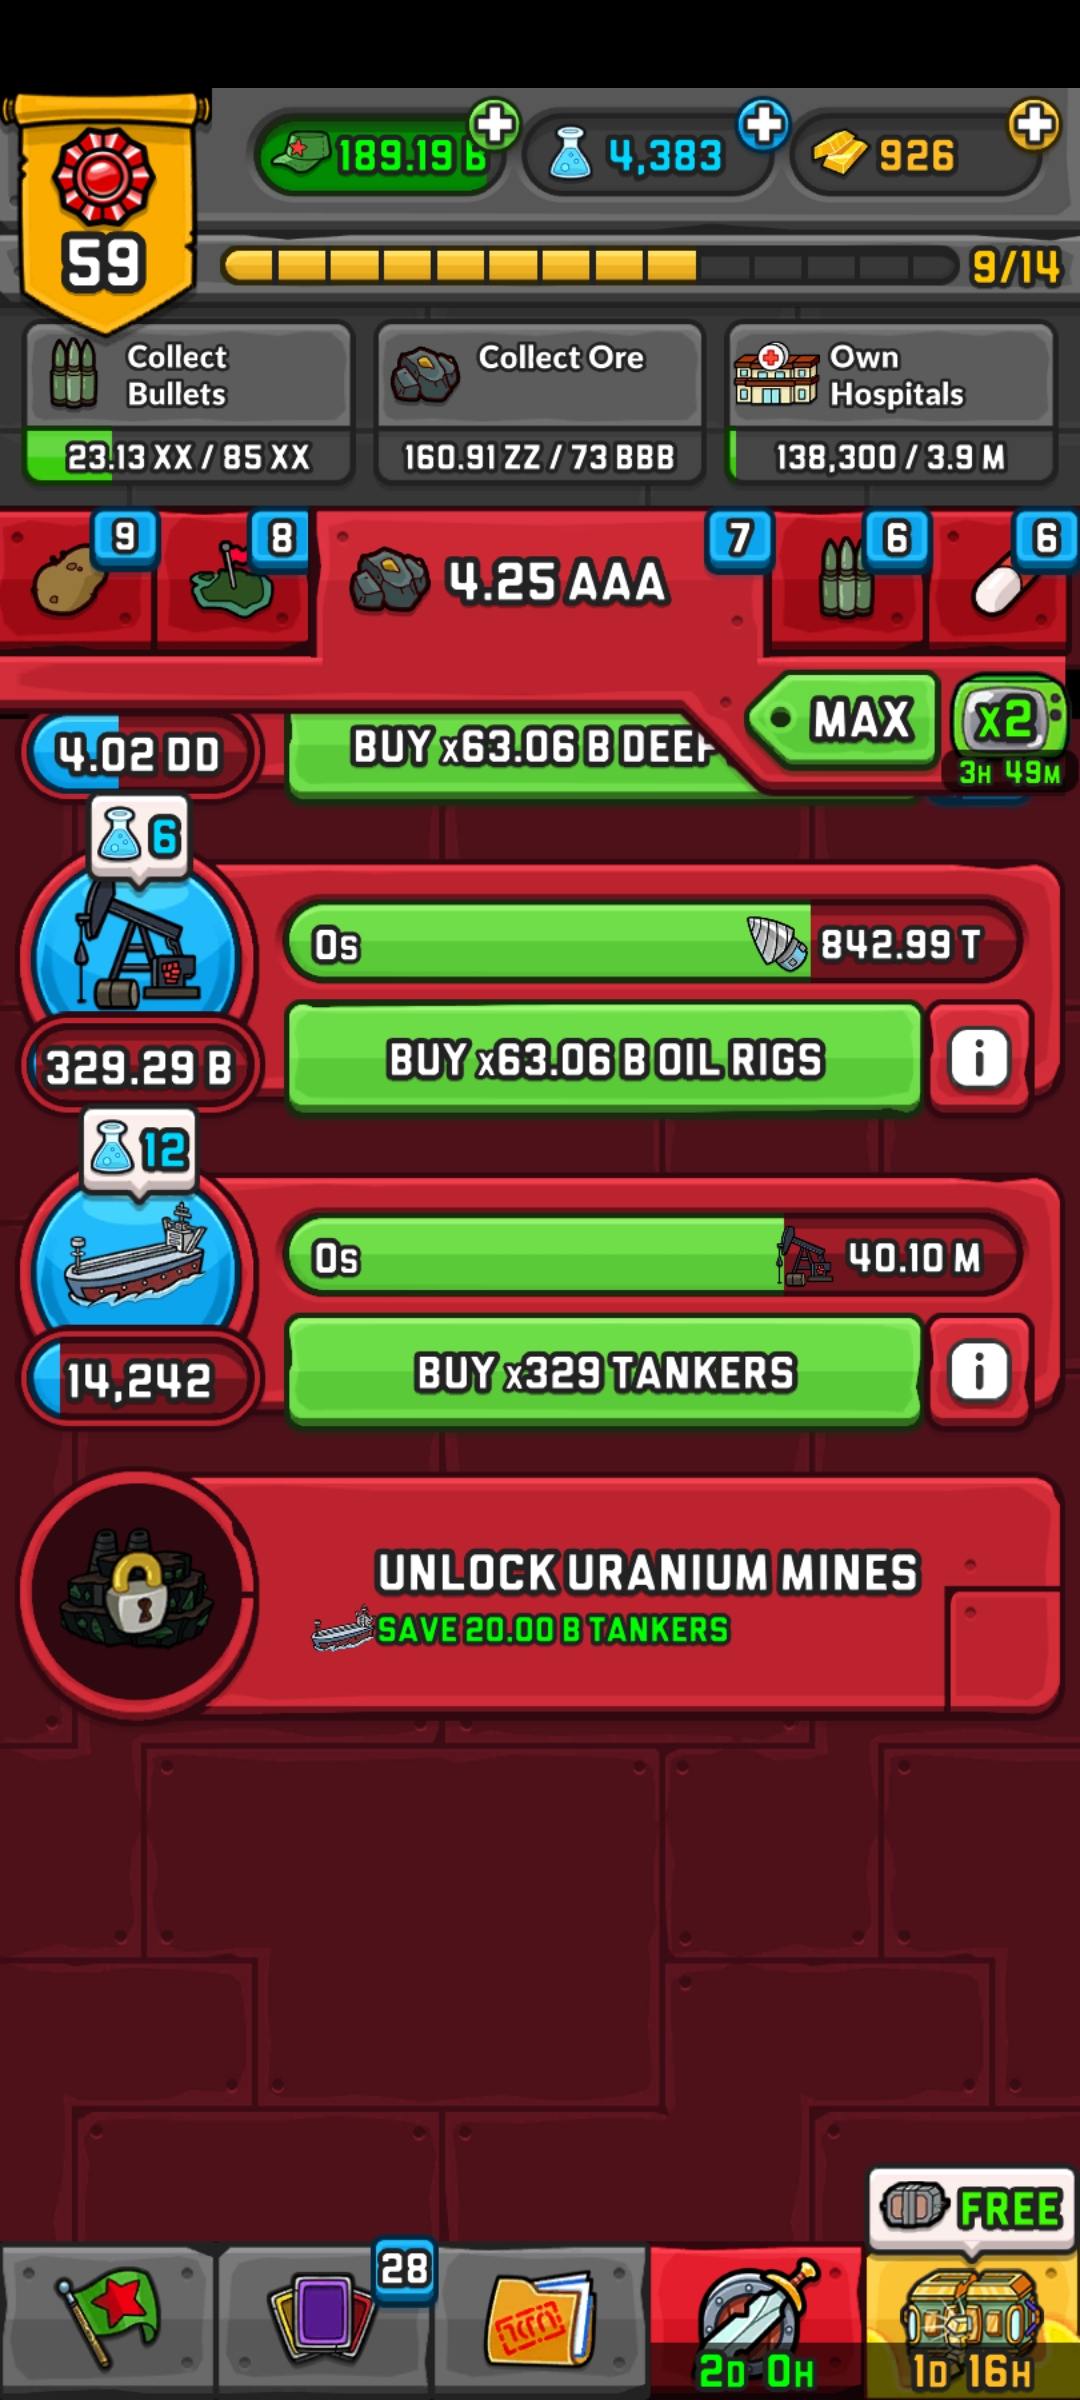 189.19 B
4,383
926
59
9/14
Collect
Bullets
23.13 XX / 85 XX
Collect Ore
160.91 ZZ / 73 BBB
Own
Hospitals
138,300 / 3.9 M
9
8
4.25 AAA
7
6
6
MAX
x2
3H 49M
4.02 DD
BUY x63.06 B DEEP
6
0s
842.99 T
329.29 B
BUY x63.06 B OIL RIGS
i
12
0s
40.10 M
14,242
BUY x329 TANKERS
i
UNLOCK URANIUM MINES
SAVE 20.00 B TANKERS
FREE
28
2D 0H
1D 16H